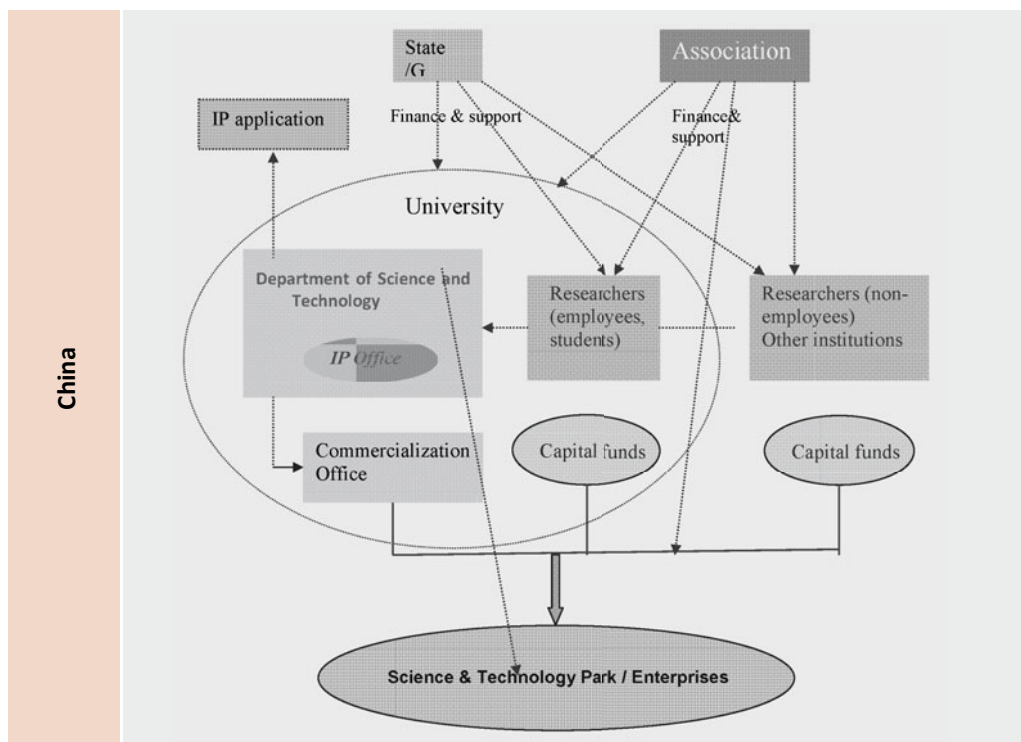 China
State
/G
Association
IP application
Finance & support
Finance&
support
University
Department of Science and
Technology
IP Office
Researchers
(employees,
students)
Researchers (non-
employees)
Other institutions
Commercialization
Office
Capital funds
Capital funds
Science & Technology Park / Enterprises